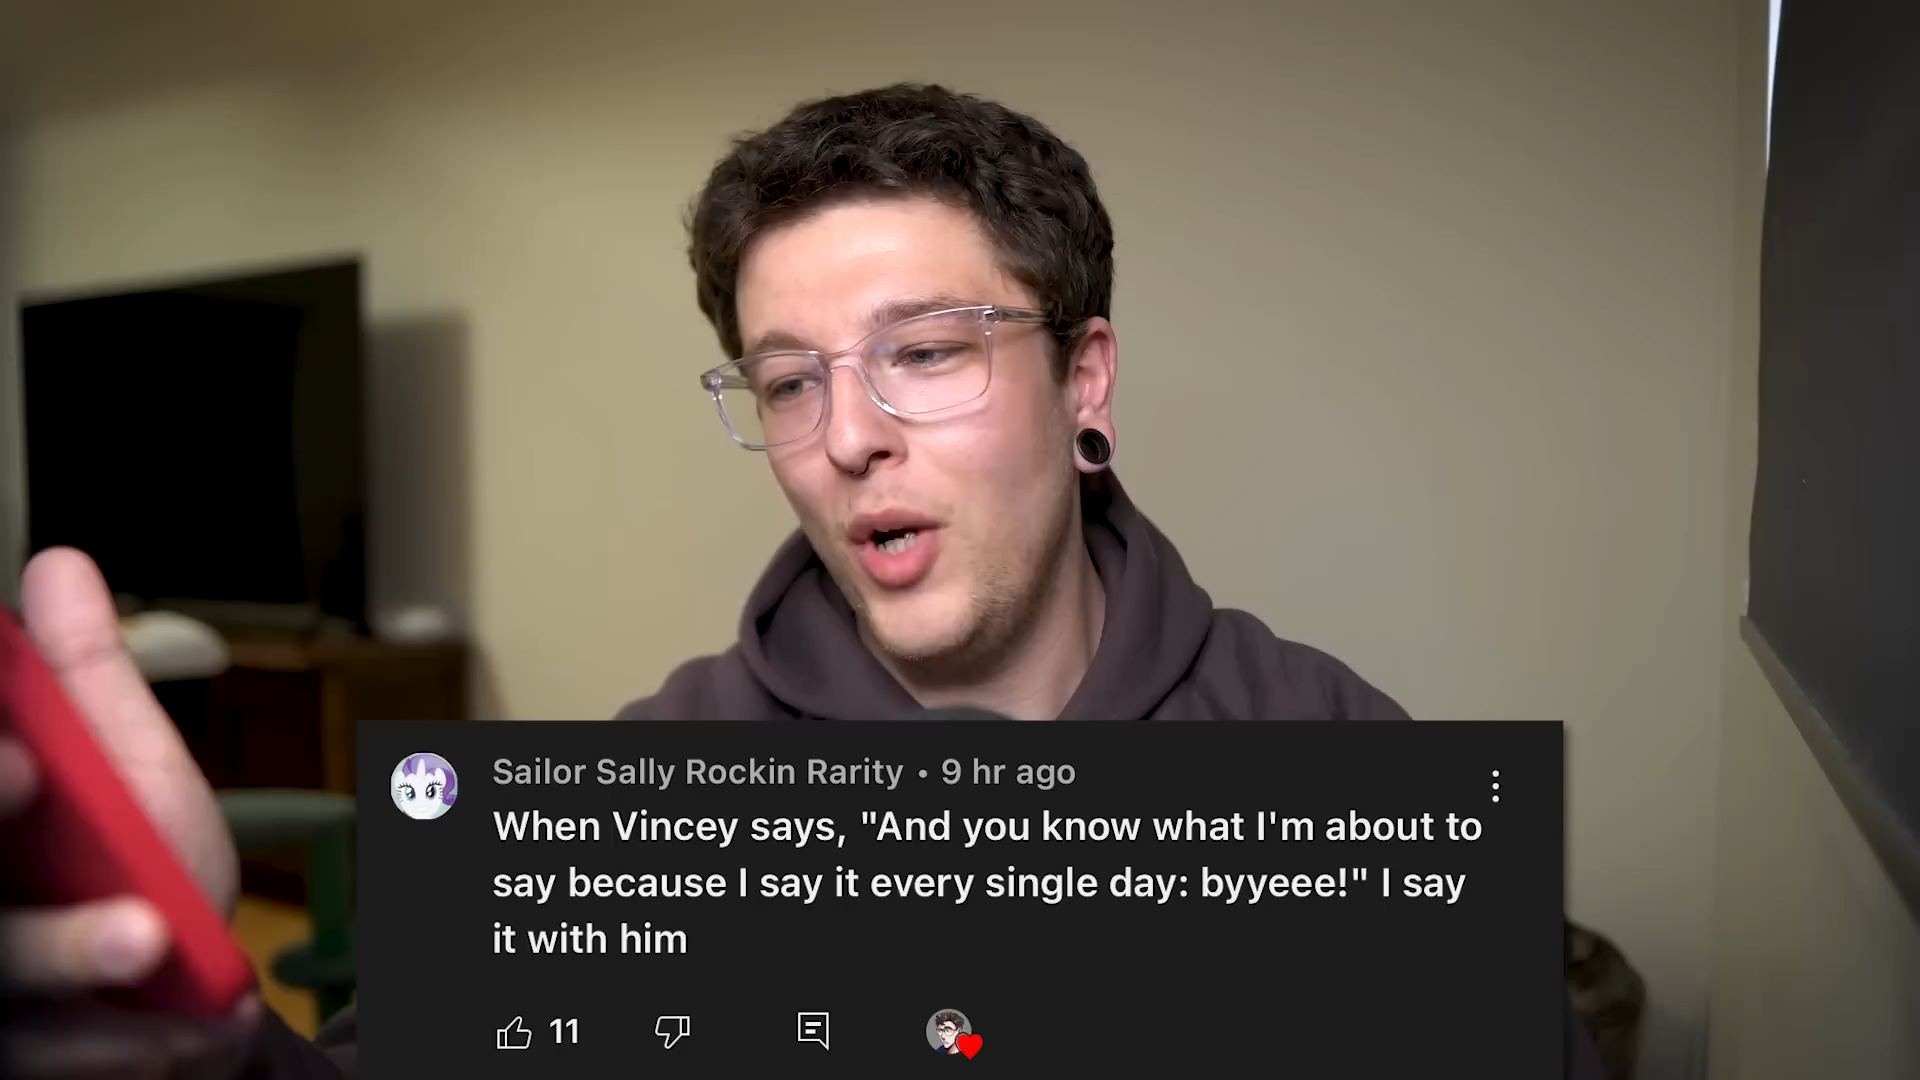 Sailor Sally Rockin Rarity • 9 hr ago
When Vincey says, "And you know what I'm about to
say because I say it every single day: byyeee!" I say
it with him
11